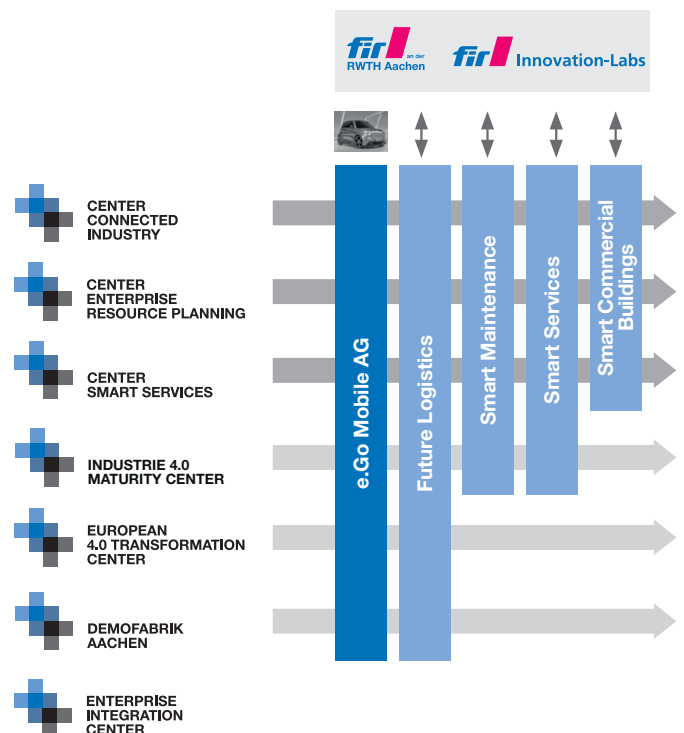 fir an der
RWTH Aachen
fir Innovation-Labs
CENTER
CONNECTED
INDUSTRY
CENTER
ENTERPRISE
RESOURCE PLANNING
CENTER
SMART SERVICES
INDUSTRIE 4.0
MATURITY CENTER
EUROPEAN
4.0 TRANSFORMATION
CENTER
DEMOFABRIK
AACHEN
ENTERPRISE
INTEGRATION
CENTER
e.Go Mobile AG
Future Logistics
Smart Maintenance
Smart Services
Smart Commercial
Buildings